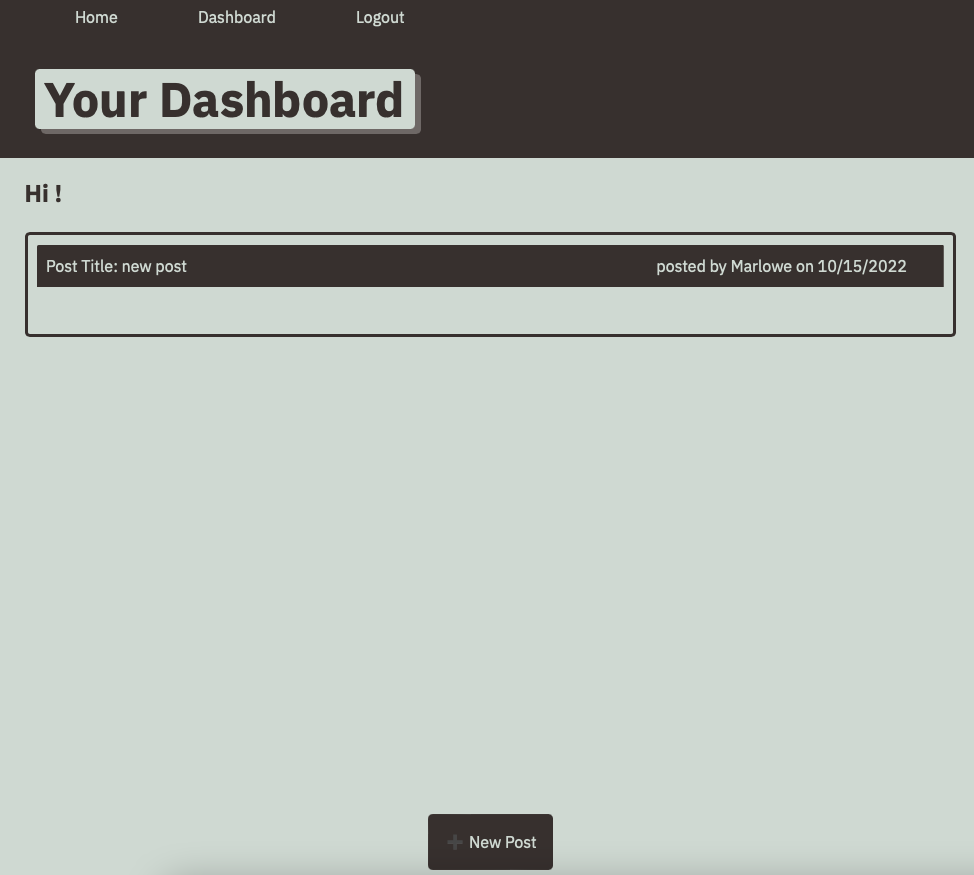 Home Dashboard Logout
Your Dashboard
Hi !
Post Title: new post posted by Marlowe on 10/15/2022
➕ New Post